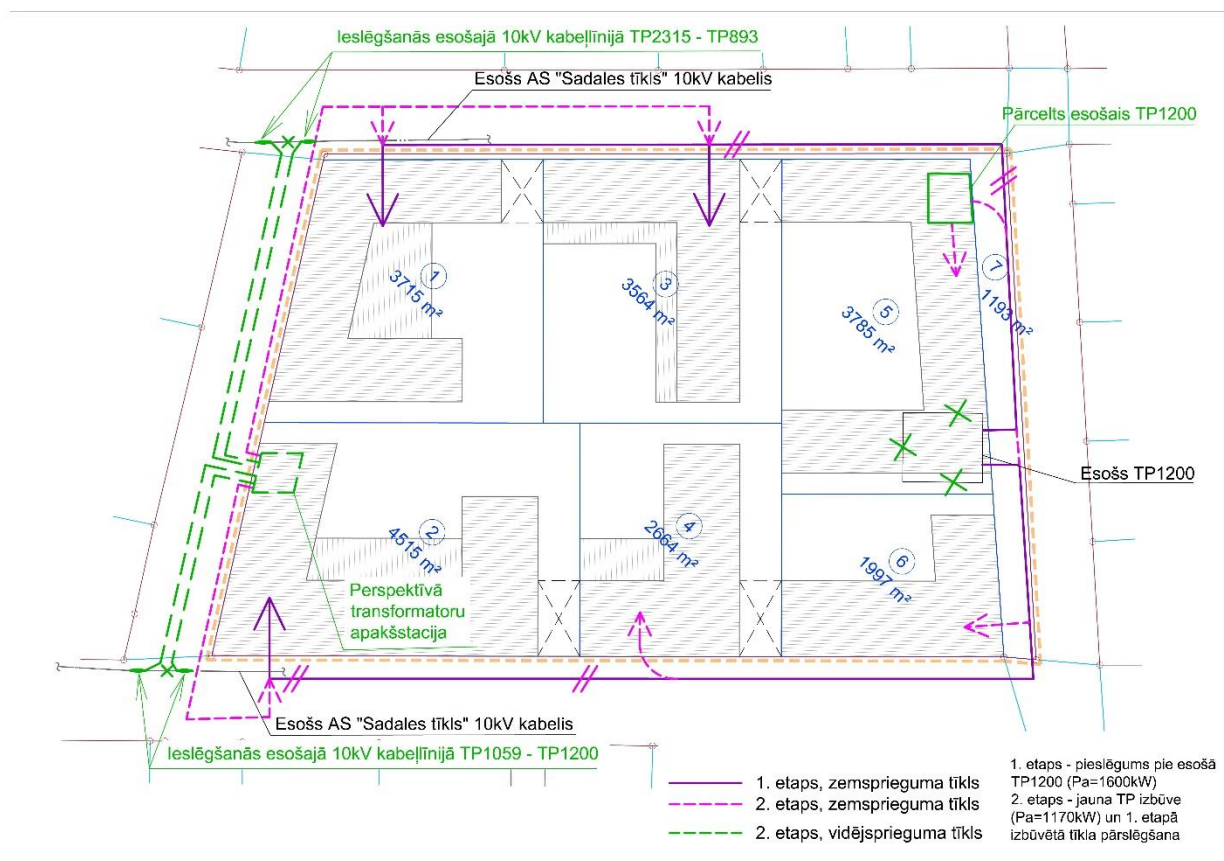 Ieslēgšanās esošajā 10kV kabeļlīnijā TP2315 - TP893
Esošs AS "Sadales tīkls" 10kV kabelis
Pārcelts esošais TP1200
1
3715 m²
3
3564 m²
5
3785 m²
7
1193 m²
Esošs TP1200
2
4515 m²
4
2664 m²
6
1997 m²
Perspektīvā
transformatoru
apakšstacija
Esošs AS "Sadales tīkls" 10kV kabelis
Ieslēgšanās esošajā 10kV kabeļlīnijā TP1059 - TP1200
1. etaps, zemsprieguma tīkls
2. etaps, zemsprieguma tīkls
2. etaps, vidējsprieguma tīkls
1. etaps - pieslēgums pie esošā
TP1200 (Pa=1600kW)
2. etaps - jauna TP izbūve
(Pa=1170kW) un 1. etapā
izbūvētā tīkla pārslēgšana